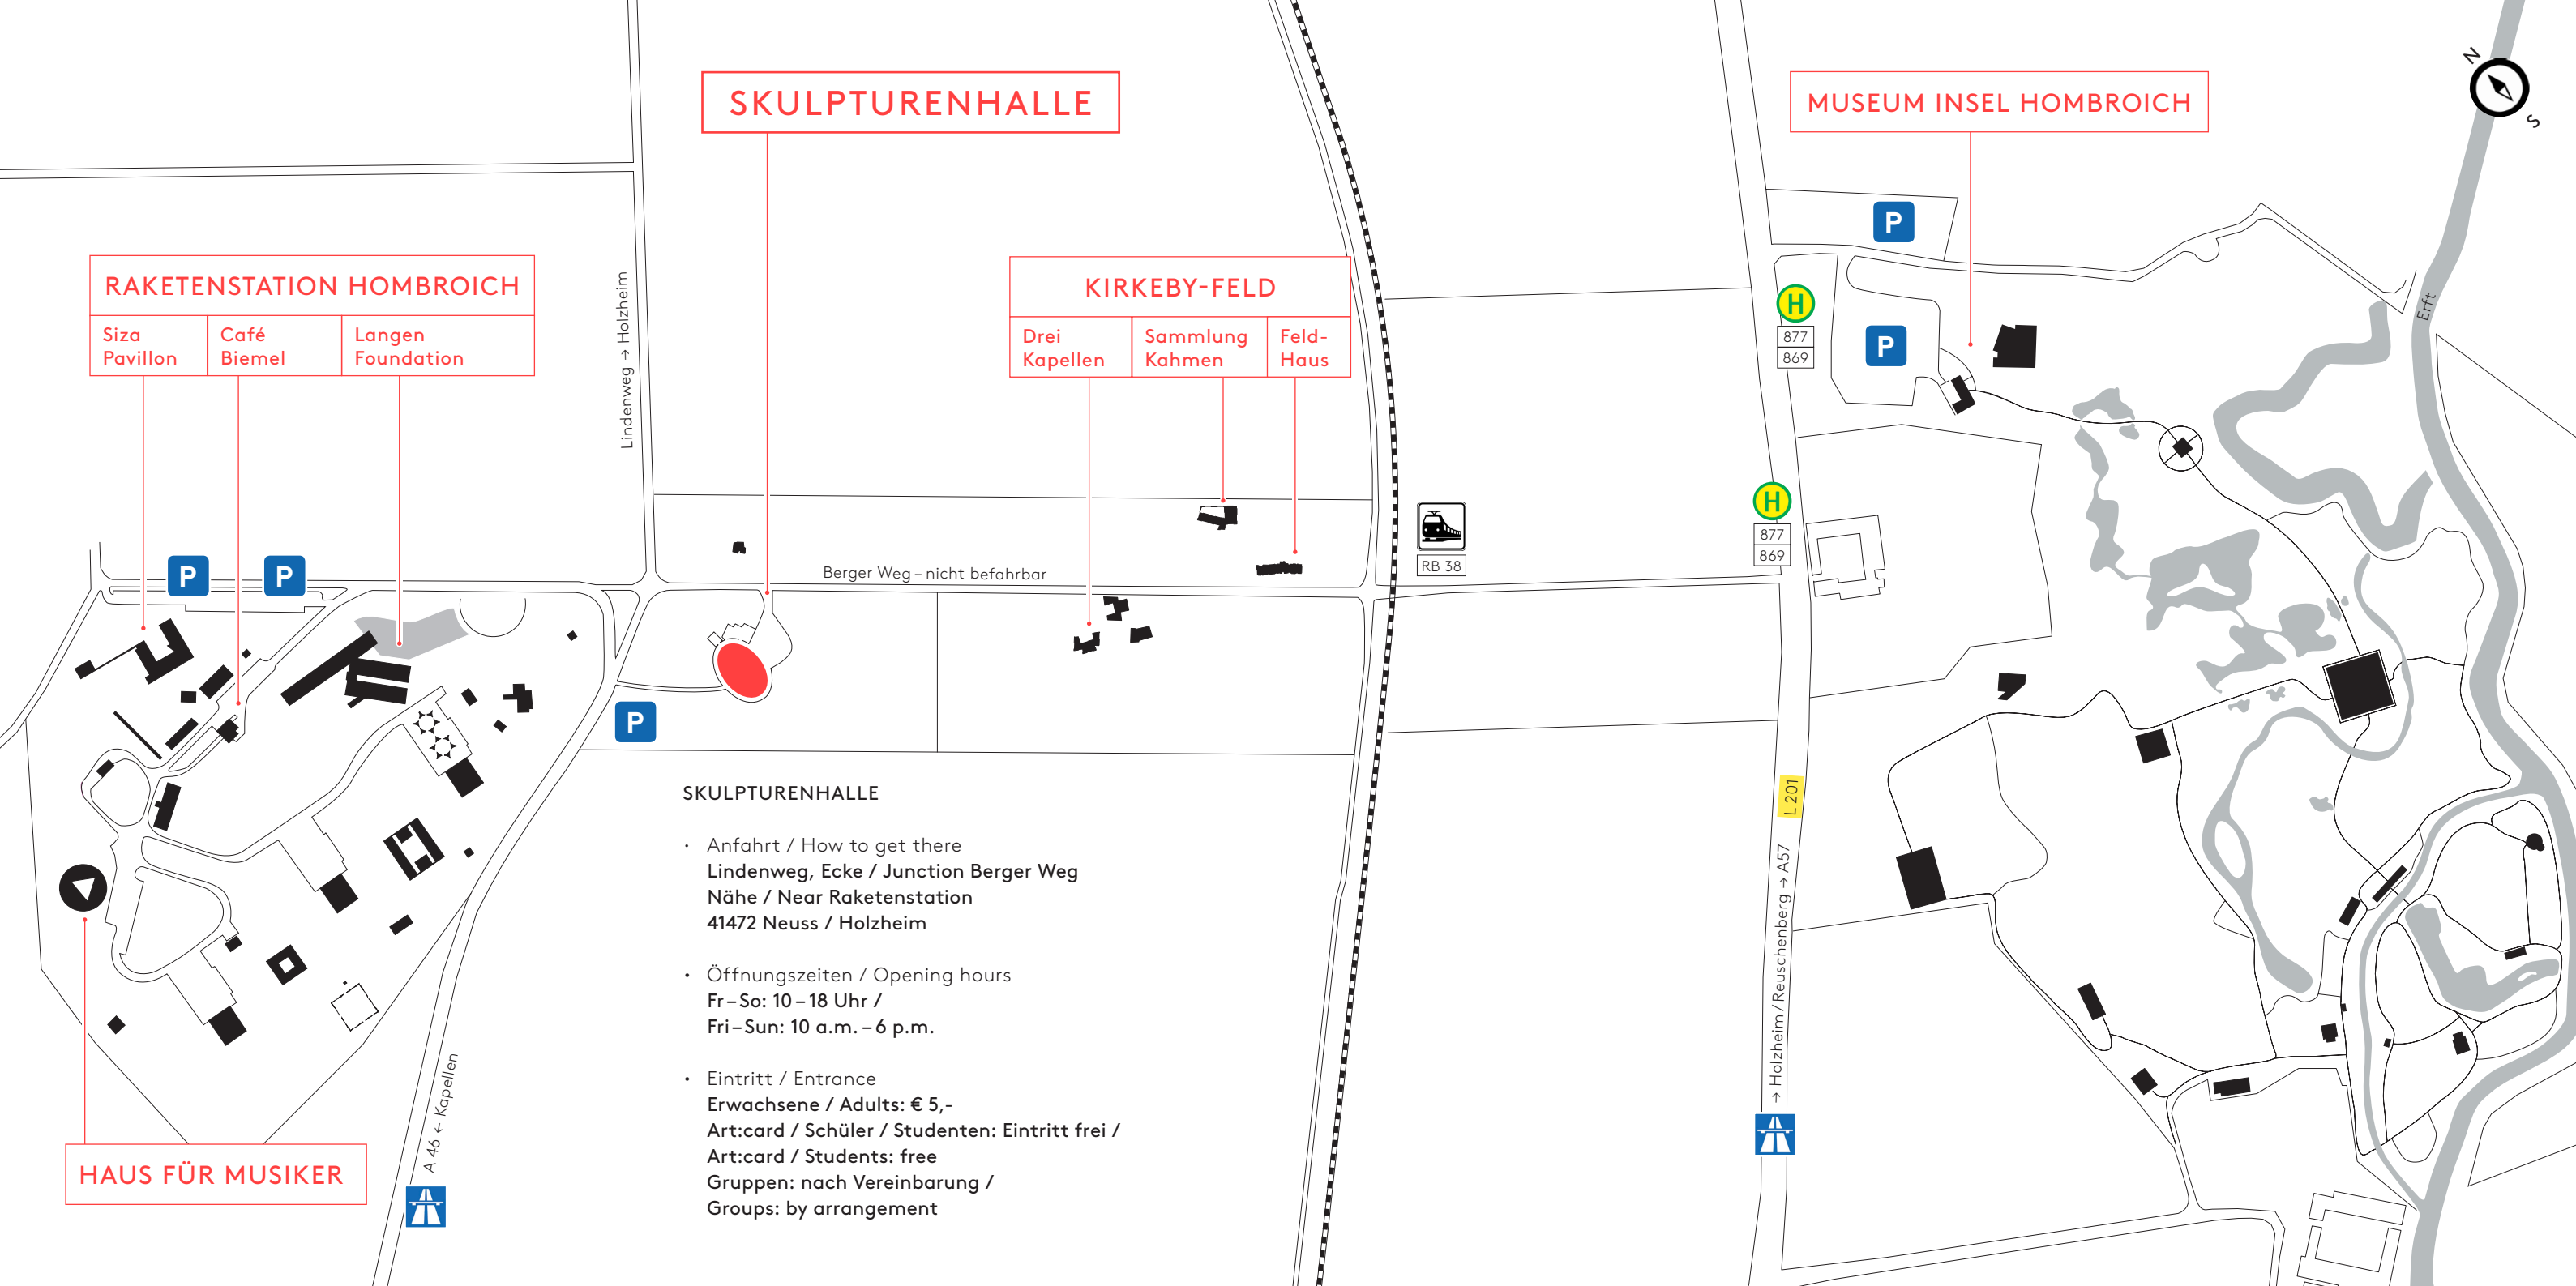 N
S
SKULPTURENHALLE
MUSEUM INSEL HOMBROICH
P
RAKETENSTATION HOMBROICH
Siza
Pavillon
Café
Biemel
Langen
Foundation
Lindenweg → Holzheim
KIRKEBY-FELD
Drei
Kapellen
Sammlung
Kahmen
Feld-
Haus
H
877
869
P
Erft
H
877
869
RB 38
P
P
Berger Weg – nicht befahrbar
P
L 201
→ Holzheim / Reuschenberg → A57
SKULPTURENHALLE
· Anfahrt / How to get there
Lindenweg, Ecke / Junction Berger Weg
Nähe / Near Raketenstation
41472 Neuss / Holzheim
· Öffnungszeiten / Opening hours
Fr – So: 10 – 18 Uhr /
Fri – Sun: 10 a.m. – 6 p.m.
· Eintritt / Entrance
Erwachsene / Adults: € 5,-
Art:card / Schüler / Studenten: Eintritt frei /
Art:card / Students: free
Gruppen: nach Vereinbarung /
Groups: by arrangement
A 46 ← Kapellen
HAUS FÜR MUSIKER